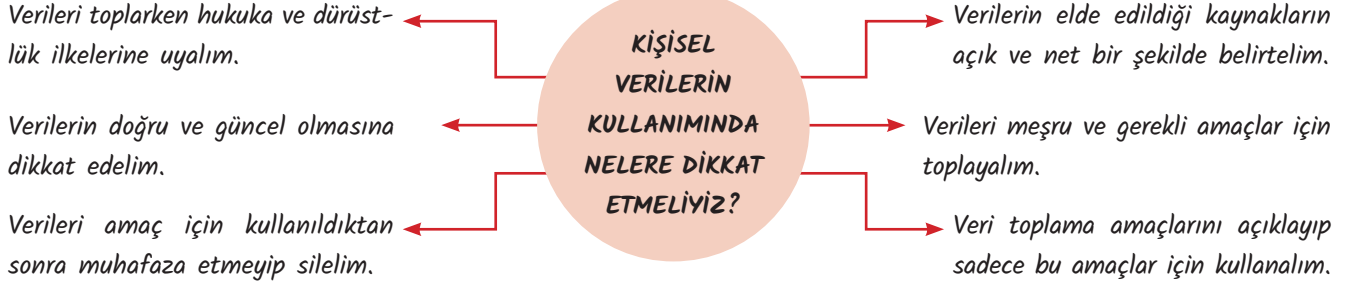 Verileri toplarken hukuka ve dürüst-
lük ilkelerine uyalım.
Verilerin doğru ve güncel olmasına
dikkat edelim.
Verileri amaç için kullanıldıktan
sonra muhafaza etmeyip silelim.
KİŞİSEL
VERİLERİN
KULLANIMINDA
NELERE DİKKAT
ETMELİYİZ?
Verilerin elde edildiği kaynakların
açık ve net bir şekilde belirtelim.
Verileri meşru ve gerekli amaçlar için
toplayalım.
Veri toplama amaçlarını açıklayıp
sadece bu amaçlar için kullanalım.